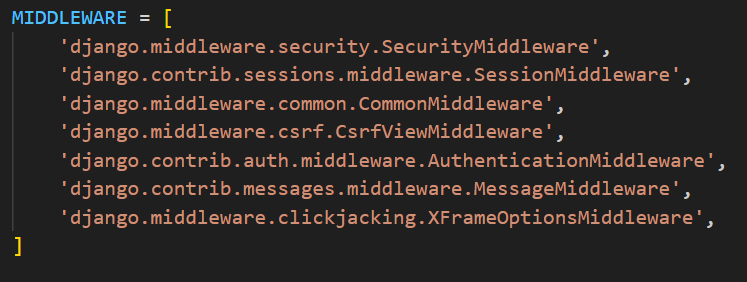 MIDDLEWARE = [
    'django.middleware.security.SecurityMiddleware',
    'django.contrib.sessions.middleware.SessionMiddleware',
    'django.middleware.common.CommonMiddleware',
    'django.middleware.csrf.CsrfViewMiddleware',
    'django.contrib.auth.middleware.AuthenticationMiddleware',
    'django.contrib.messages.middleware.MessageMiddleware',
    'django.middleware.clickjacking.XFrameOptionsMiddleware',
]